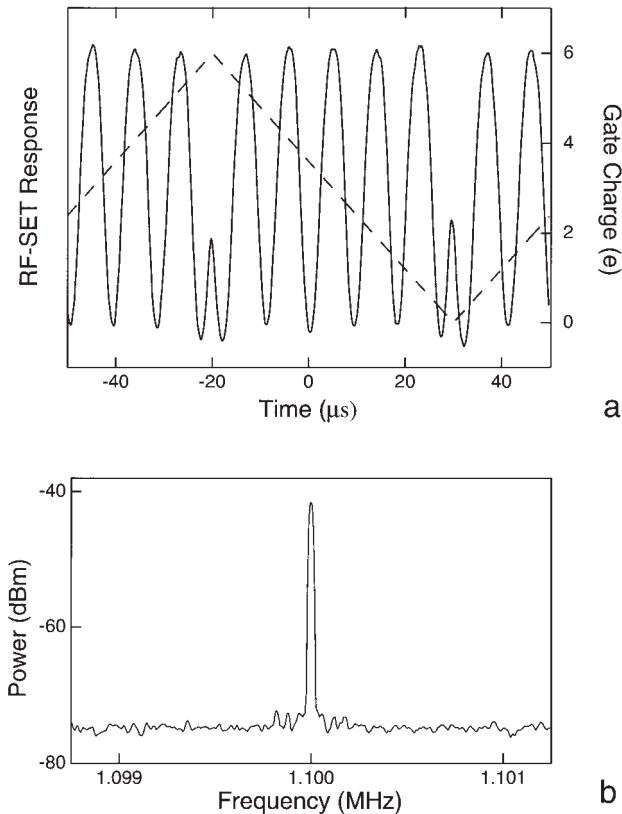 RF-SET Response
6
4
2
0
Gate Charge (e)
-40
-20
0
20
40
Time (µs)
a
-40
-60
-80
Power (dBm)
1.099
1.100
1.101
Frequency (MHz)
b